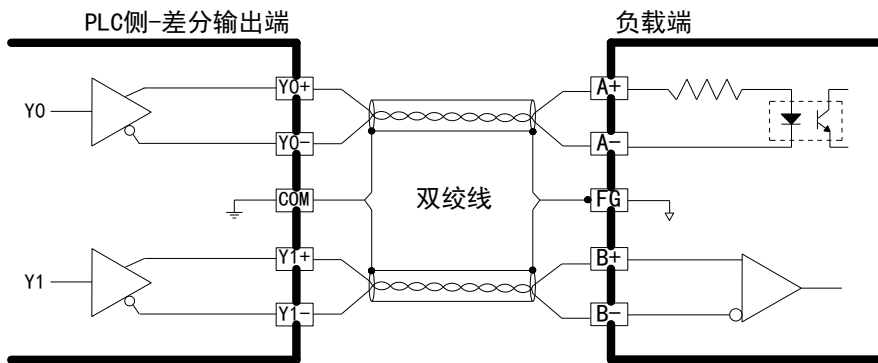 PLC侧-差分输出端
负载端
Y0
Y0+
Y0-
COM
Y1
Y1+
Y1-
双绞线
A+
A-
FG
B+
B-